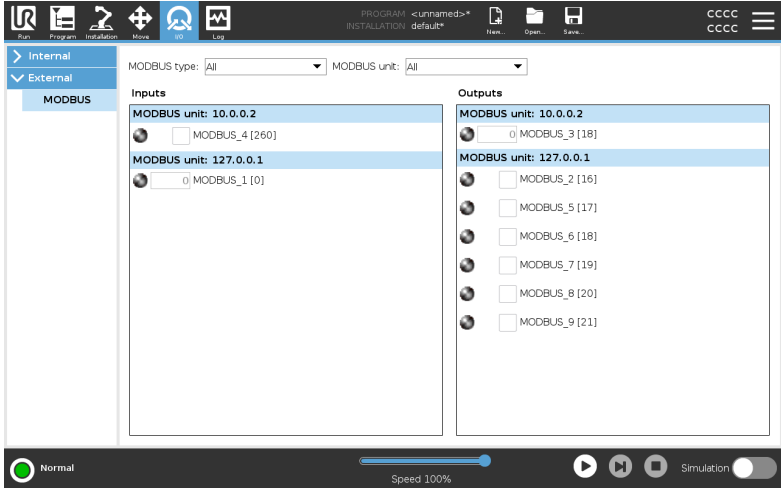 PROGRAM <unnamed>*
INSTALLATION default*
CCCC
CCCC
Run Program Installation Move I/O Log New... Open... Save...
Internal
External
MODBUS
MODBUS type: All MODBUS unit: All
Inputs
MODBUS unit: 10.0.0.2
MODBUS_4 [260]
MODBUS unit: 127.0.0.1
0 MODBUS_1 [0]
Outputs
MODBUS unit: 10.0.0.2
0 MODBUS_3 [18]
MODBUS unit: 127.0.0.1
MODBUS_2 [16]
MODBUS_5 [17]
MODBUS_6 [18]
MODBUS_7 [19]
MODBUS_8 [20]
MODBUS_9 [21]
Normal
Speed 100%
Simulation